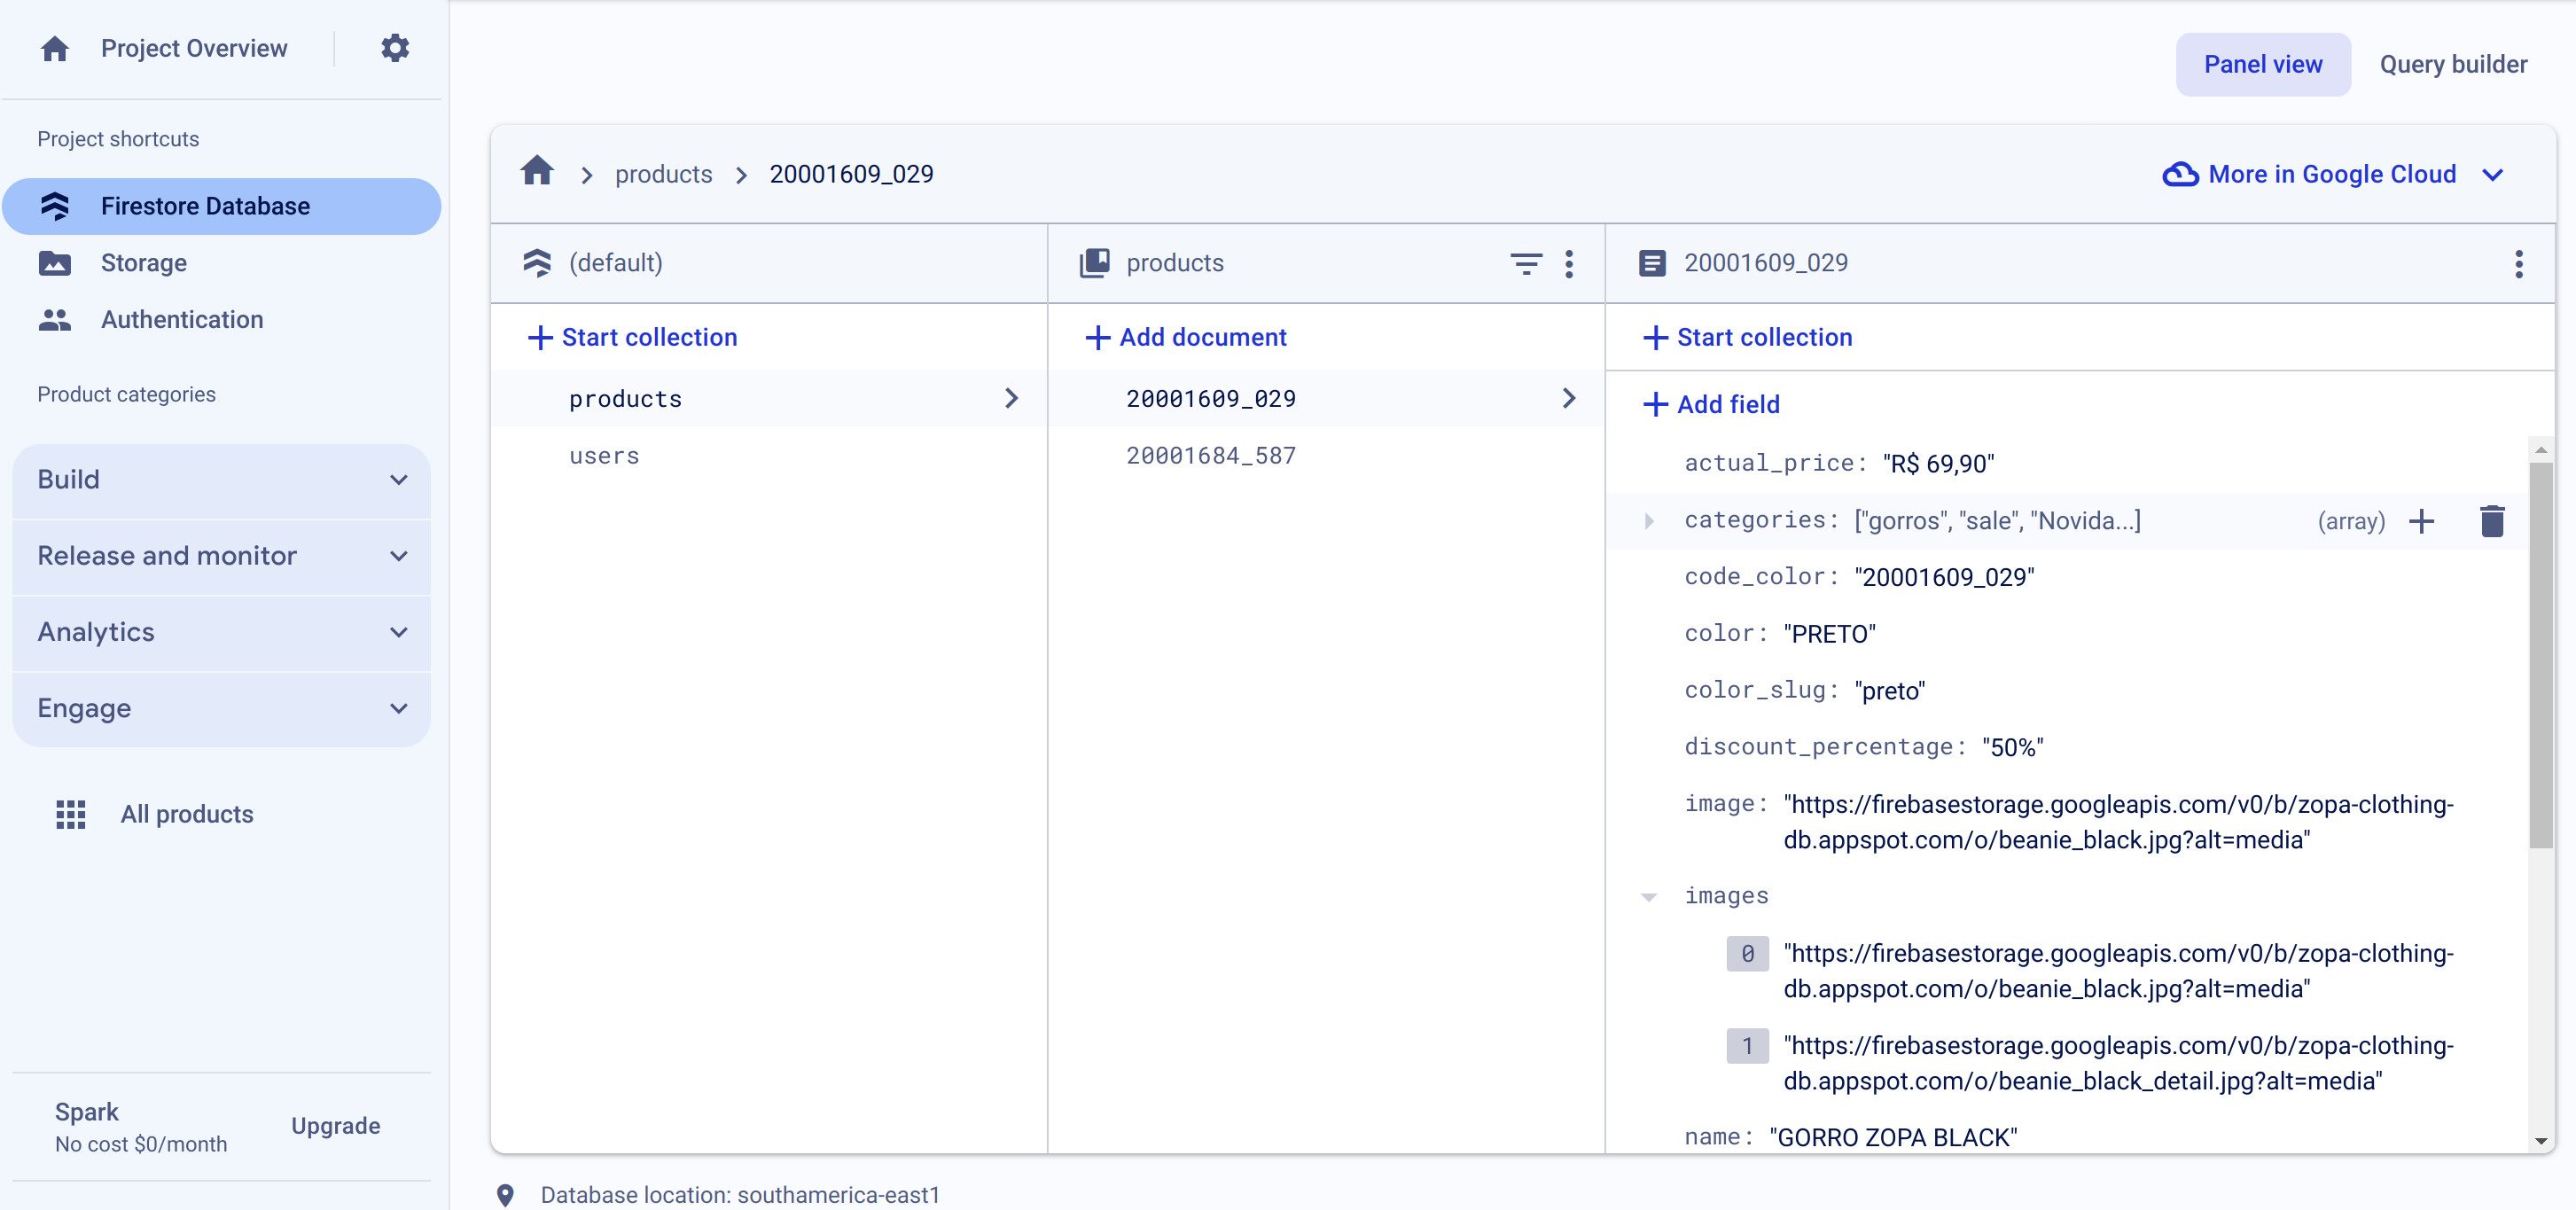 Project Overview
Project shortcuts
Firestore Database
Storage
Authentication
Product categories
Build
Release and monitor
Analytics
Engage
All products
Spark
No cost $0/month
Upgrade
Panel view
Query builder
products
20001609_029
More in Google Cloud
(default)
Start collection
products
users
products
Add document
20001609_029
20001684_587
20001609_029
Start collection
Add field
actual_price: "R$ 69,90"
categories: ["gorros", "sale", "Novida...] (array)
code_color: "20001609_029"
color: "PRETO"
color_slug: "preto"
discount_percentage: "50%"
image: "https://firebasestorage.googleapis.com/v0/b/zopa-clothing-
db.appspot.com/o/beanie_black.jpg?alt=media"
images
0 "https://firebasestorage.googleapis.com/v0/b/zopa-clothing-
db.appspot.com/o/beanie_black.jpg?alt=media"
1 "https://firebasestorage.googleapis.com/v0/b/zopa-clothing-
db.appspot.com/o/beanie_black_detail.jpg?alt=media"
name: "GORRO ZOPA BLACK"
Database location: southamerica-east1